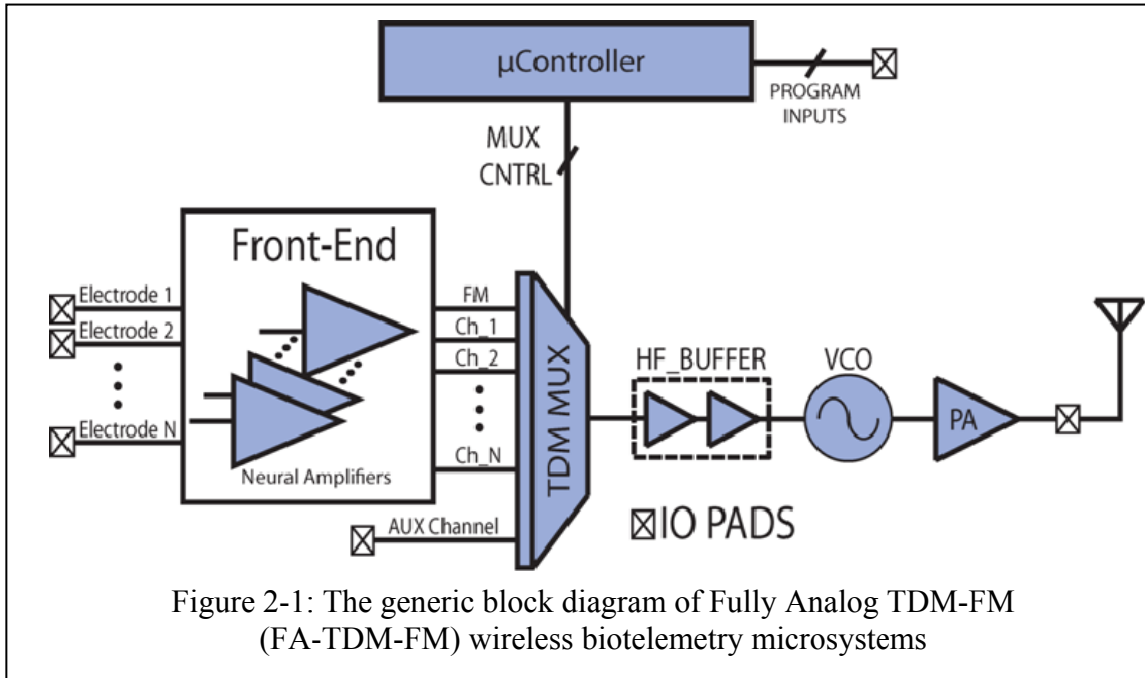 µController
PROGRAM
INPUTS
MUX
CNTRL
Front-End
Electrode 1
Electrode 2
Electrode N
Neural Amplifiers
FM
Ch_1
Ch_2
Ch_N
AUX Channel
TDM MUX
HF_BUFFER
VCO
PA
IO PADS
Figure 2-1: The generic block diagram of Fully Analog TDM-FM
(FA-TDM-FM) wireless biotelemetry microsystems